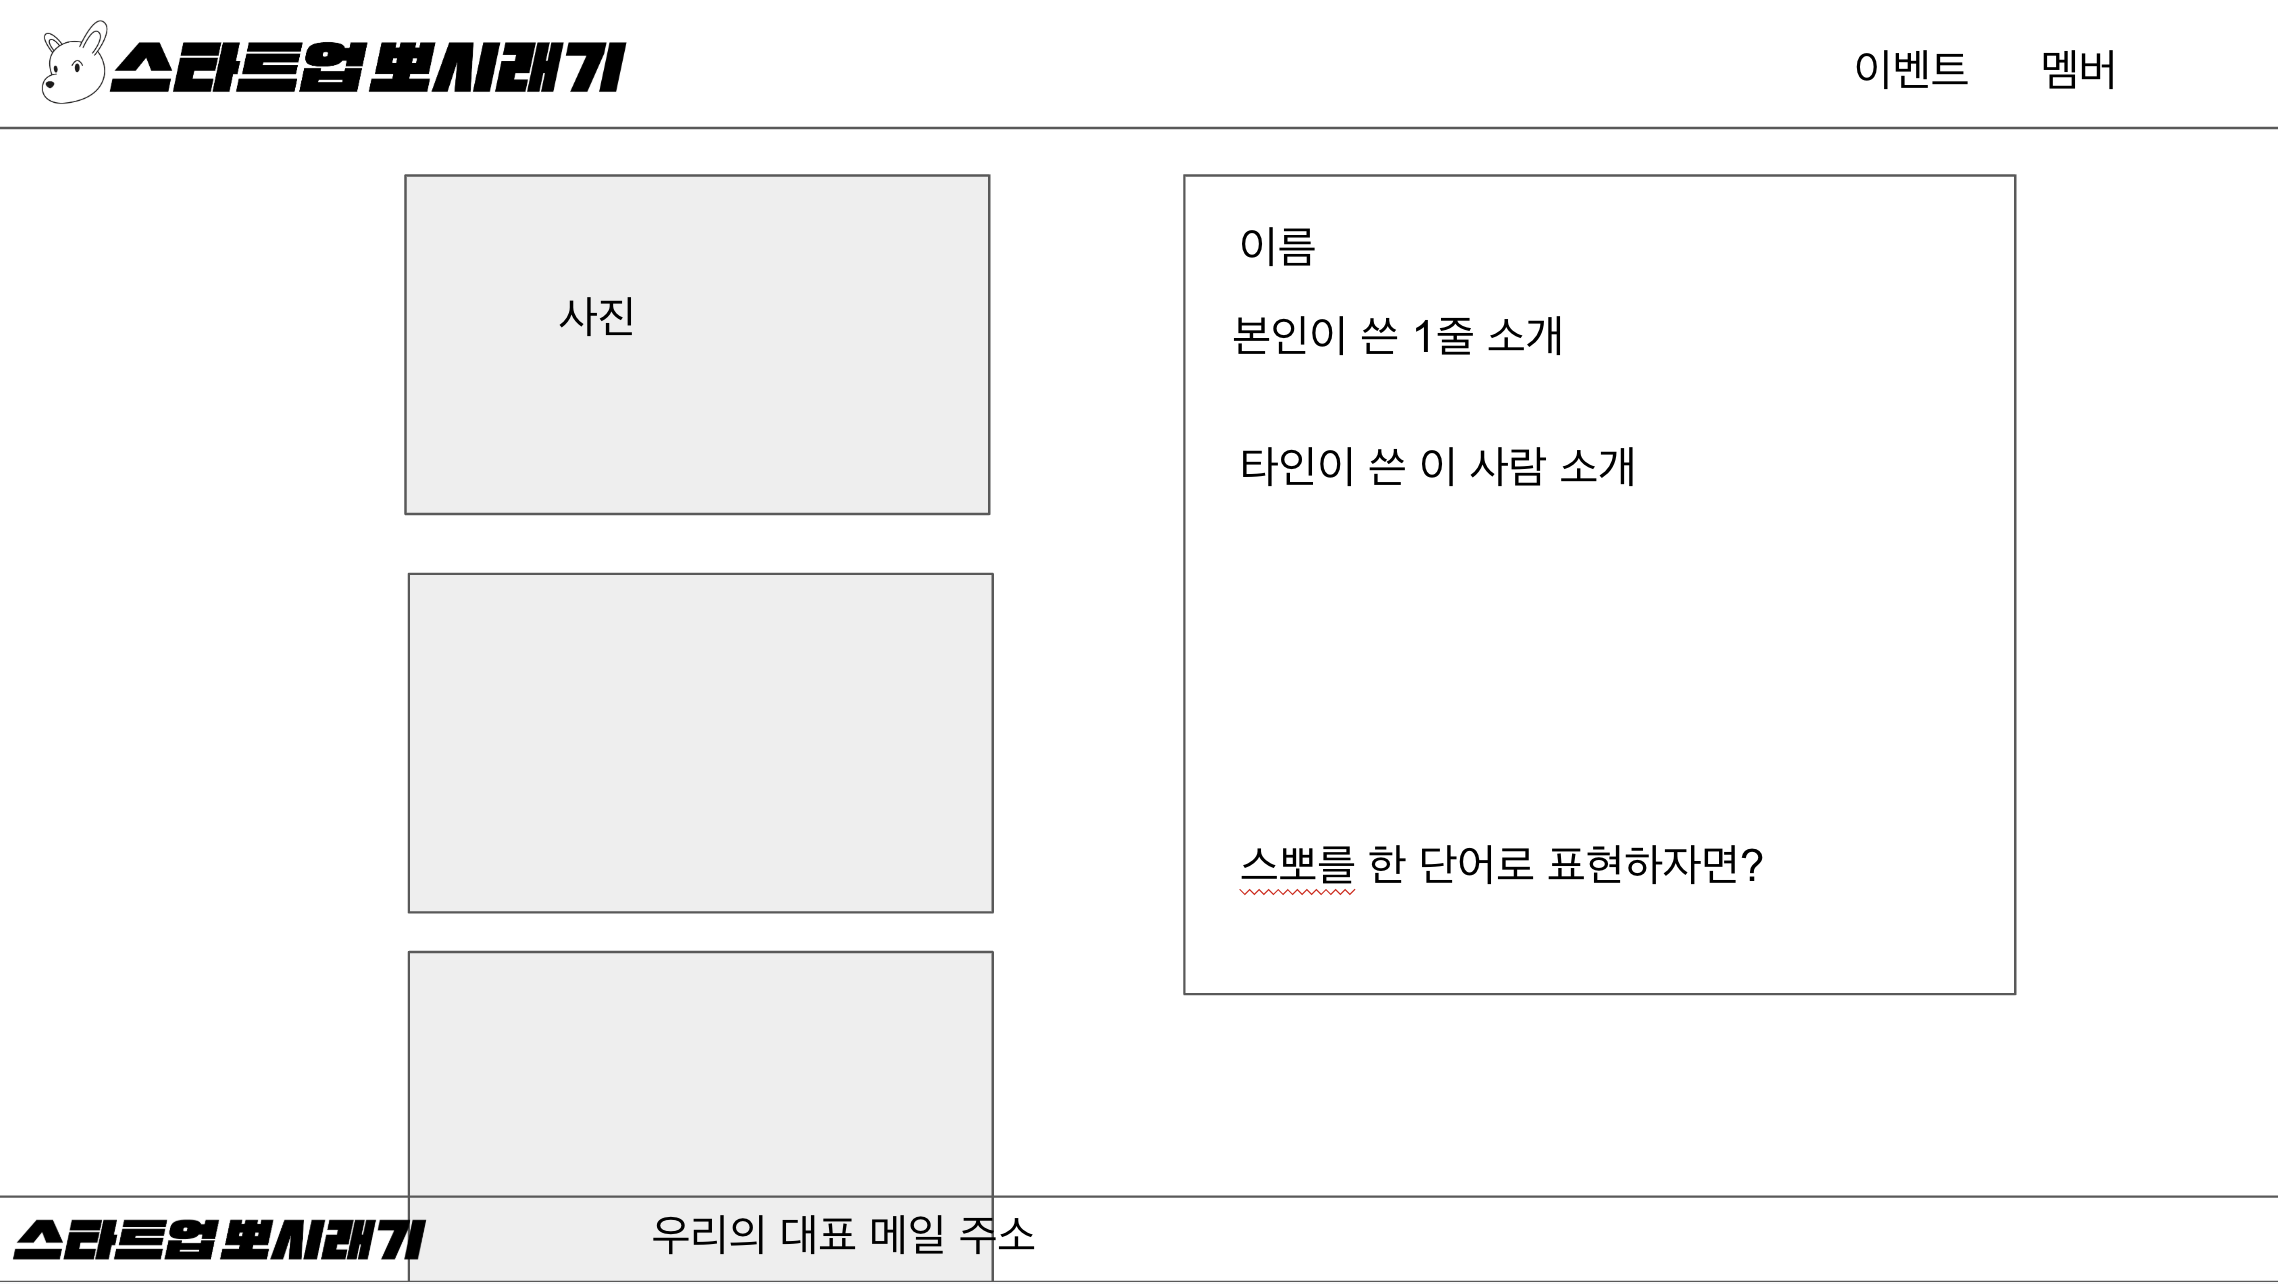 스타트업 뽀시래기
이벤트
멤버
사진
이름
본인이 쓴 1줄 소개
타인이 쓴 이 사람 소개
스뽀를 한 단어로 표현하자면?
스타트업 뽀시래기
우리의 대표 메일 주소